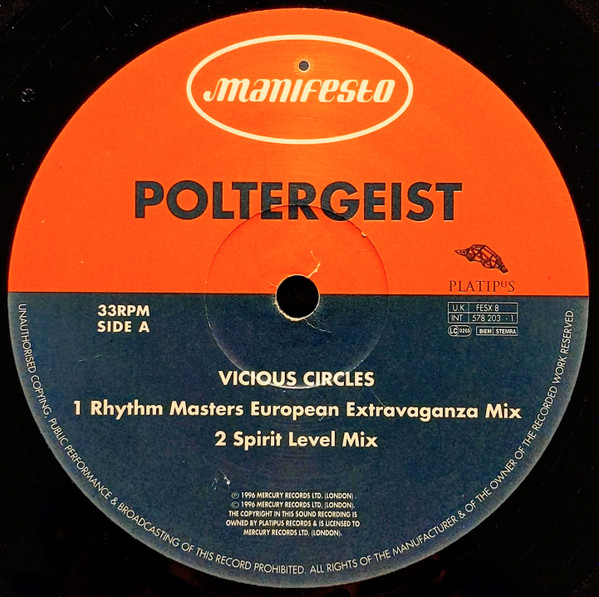 manifesto
POLTERGEIST
PLATIPUS
33RPM
SIDE A
U.K. FESX 8
INT 578 203 - 1
LC 0268 BIEM STEMRA
VICIOUS CIRCLES
1 Rhythm Masters European Extravaganza Mix
2 Spirit Level Mix
℗ 1996 MERCURY RECORDS LTD. (LONDON) .
© 1996 MERCURY RECORDS LTD. (LONDON).
THE COPYRIGHT IN THIS SOUND RECORDING IS
OWNED BY PLATIPUS RECORDS & IS LICENSED TO
MERCURY RECORDS LTD. (LONDON).
UNAUTHORISED COPYING, PUBLIC PERFORMANCE & BROADCASTING OF THIS RECORD PROHIBITED. ALL RIGHTS OF THE MANUFACTURER & OF THE OWNER OF THE RECORDED WORK RESERVED.